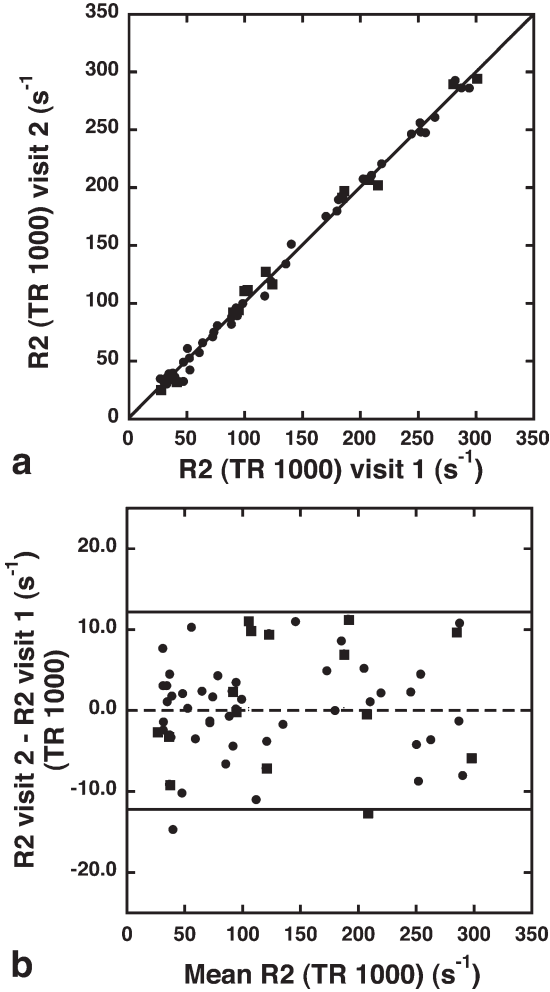 350
300
250
200
150
100
50
0
R2 (TR 1000) visit 2 (s-1)
0 50 100 150 200 250 300 350
R2 (TR 1000) visit 1 (s-1)
a
20.0
10.0
0.0
-10.0
-20.0
R2 visit 2 - R2 visit 1 (s-1)
(TR 1000)
0 50 100 150 200 250 300 350
Mean R2 (TR 1000) (s-1)
b